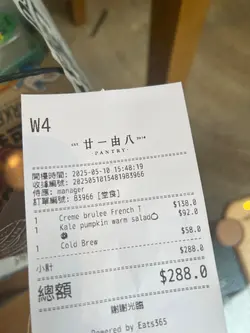 W4
廿一由八
PANTRY
開檯時間: 2025-05-10 15:48:19
收據編號: 2025051815481983966
侍應: manager
訂單編號: B3966 [堂食]
1 Creme brulee French T $138.0
1 Kale pumpkin warm salad $92.0
1 Cold Brew $58.0
小計 $288.0
總額 $288.0
謝謝光臨
Powered by Eats365